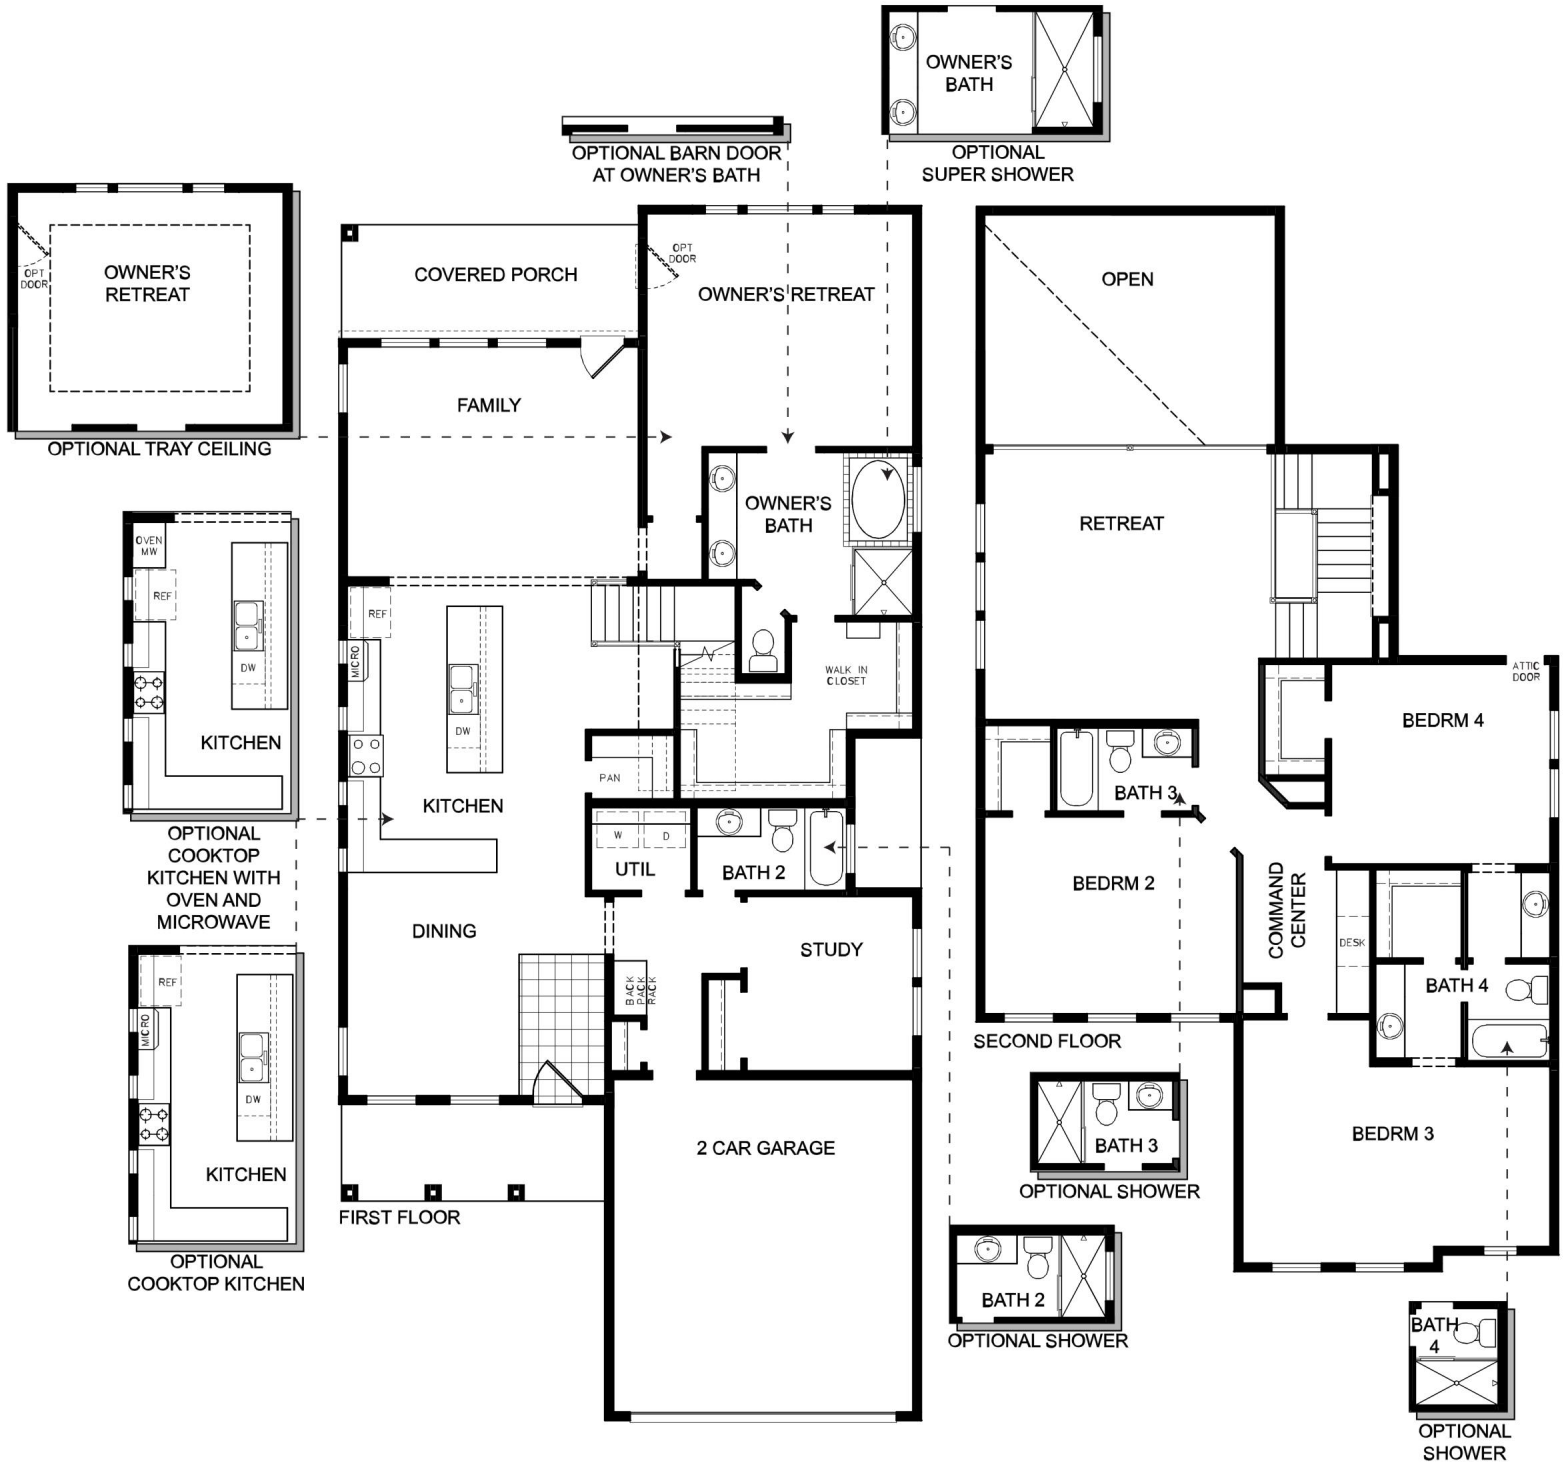 OWNER'S
BATH
OPTIONAL
SUPER SHOWER
OPTIONAL BARN DOOR
AT OWNER'S BATH
OWNER'S
RETREAT
OPT
DOOR
OPTIONAL TRAY CEILING
COVERED PORCH
OPT
DOOR
OWNER'S RETREAT
FAMILY
OWNER'S
BATH
OVEN
MW
REF
DW
KITCHEN
OPTIONAL
COOKTOP
KITCHEN WITH
OVEN AND
MICROWAVE
REF
MICRO
DW
KITCHEN
OPTIONAL
COOKTOP KITCHEN
REF
MICRO
DW
KITCHEN
PAN
WALK IN
CLOSET
W
D
UTIL
BATH 2
DINING
STUDY
BACK
PACK
RACK
2 CAR GARAGE
FIRST FLOOR
OPEN
RETREAT
ATTIC
DOOR
BEDRM 4
BATH 3
BEDRM 2
COMMAND
CENTER
DESK
BATH 4
SECOND FLOOR
BEDRM 3
BATH 3
OPTIONAL SHOWER
BATH 2
OPTIONAL SHOWER
BATH
4
OPTIONAL
SHOWER